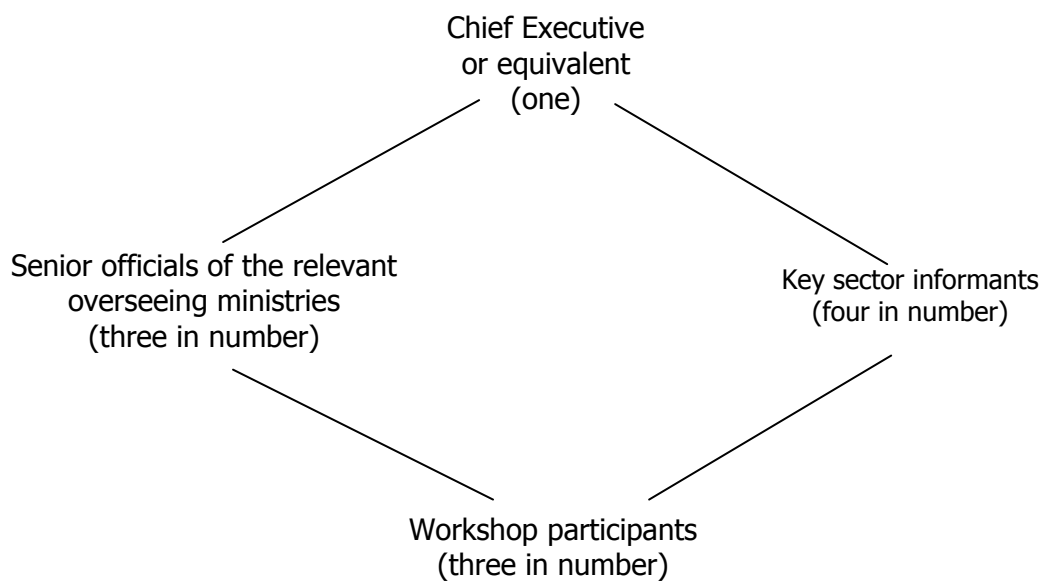 Chief Executive
or equivalent
(one)
Senior officials of the relevant
overseeing ministries
(three in number)
Key sector informants
(four in number)
Workshop participants
(three in number)